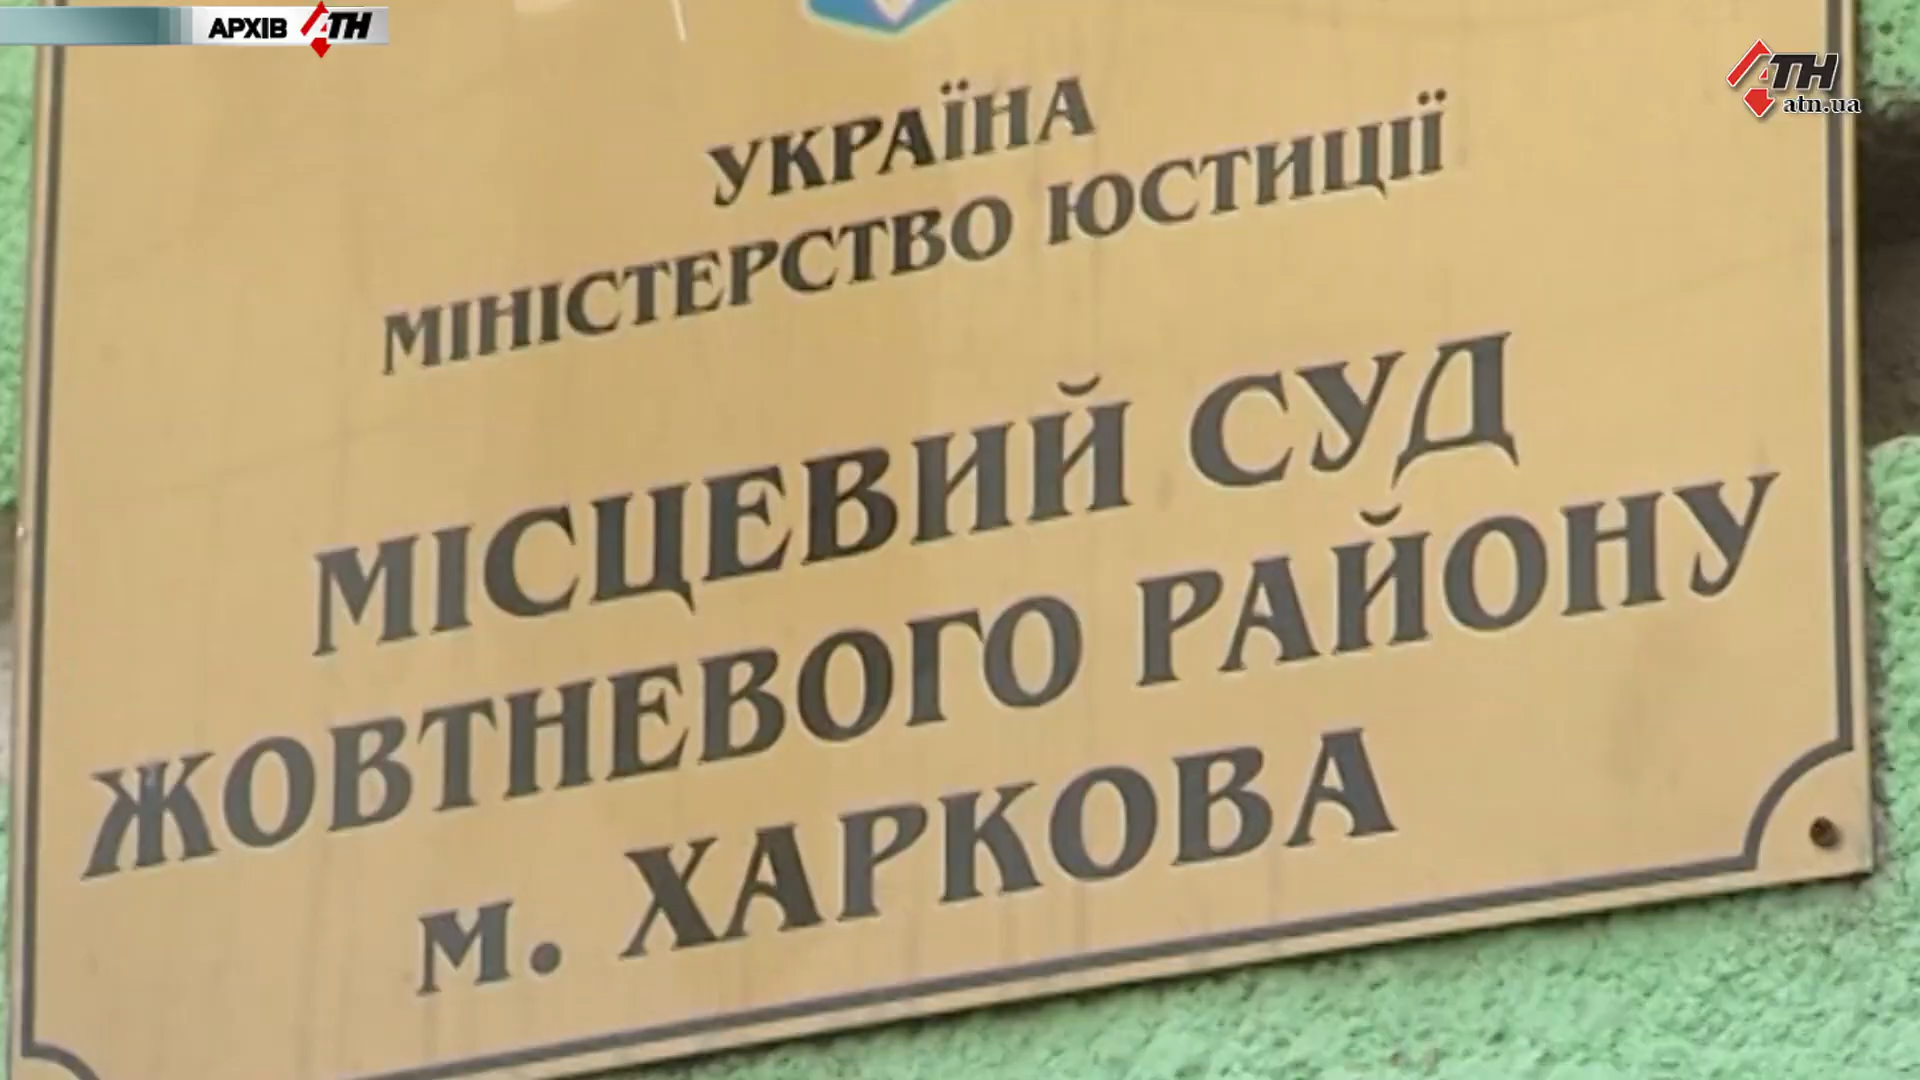 АРХІВ АТН
АТН
atn.ua
УКРАЇНА
МІНІСТЕРСТВО ЮСТИЦІЇ
МІСЦЕВИЙ СУД
ЖОВТНЕВОГО РАЙОНУ
м. ХАРКОВА